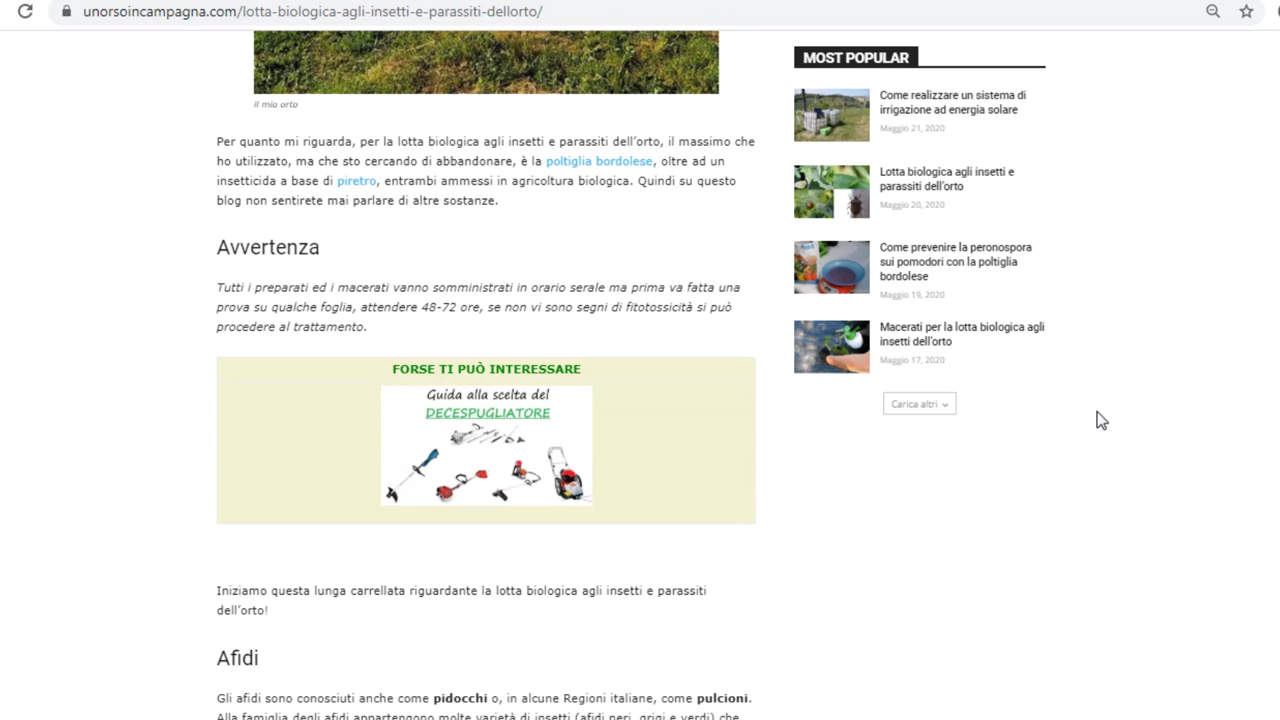 unorsoincampagna.com/lotta-biologica-agli-insetti-e-parassiti-dellorto/
il mio orto
Per quanto mi riguarda, per la lotta biologica agli insetti e parassiti dell'orto, il massimo che
ho utilizzato, ma che sto cercando di abbandonare, è la poltiglia bordolese, oltre ad un
insetticida a base di piretro, entrambi ammessi in agricoltura biologica. Quindi su questo
blog non sentirete mai parlare di altre sostanze.
Avvertenza
Tutti i preparati ed i macerati vanno somministrati in orario serale ma prima va fatta una
prova su qualche foglia, attendere 48-72 ore, se non vi sono segni di fitotossicità si può
procedere al trattamento.
FORSE TI PUÒ INTERESSARE
Guida alla scelta del
DECESPUGLIATORE
Iniziamo questa lunga carrellata riguardante la lotta biologica agli insetti e parassiti
dell'orto!
Afidi
Gli afidi sono conosciuti anche come pidocchi o, in alcune Regioni italiane, come pulcioni.
Alla famiglia degli afidi appartengono molte varietà di insetti (afidi neri, grigi e verdi) che
MOST POPULAR
Come realizzare un sistema di
irrigazione ad energia solare
Maggio 21, 2020
Lotta biologica agli insetti e
parassiti dell'orto
Maggio 20, 2020
Come prevenire la peronospora
sui pomodori con la poltiglia
bordolese
Maggio 19, 2020
Macerati per la lotta biologica agli
insetti dell'orto
Maggio 17, 2020
Carica altri